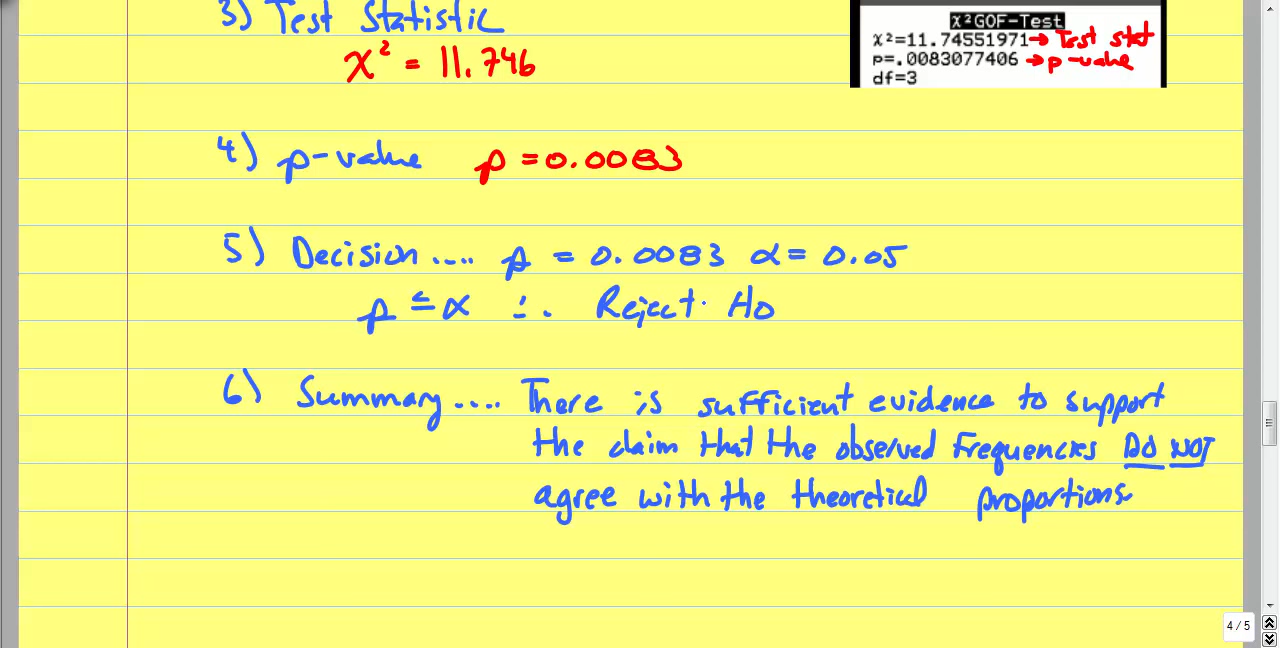 3) Test Statistic
χ² = 11.746
χ²GOF-Test
χ²=11.74551971 → Test stat
p=.0083077406 → p-value
df=3
4) p-value p = 0.0083
5) Decision.... p = 0.0083 α = 0.05
p ≤ α ∴ Reject Ho
6) Summary.... There is sufficient evidence to support
the claim that the observed Frequencies DO NOT
agree with the theoretical proportions
4 / 5